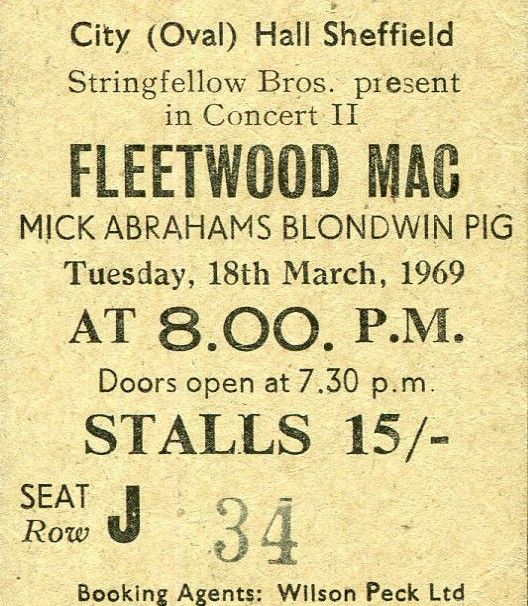 City (Oval) Hall Sheffield
Stringfellow Bros. present
in Concert II
FLEETWOOD MAC
MICK ABRAHAMS BLONDWIN PIG
Tuesday, 18th March, 1969
AT 8.00. P.M.
Doors open at 7.30 p.m.
STALLS 15/-
SEAT
Row J 34
Booking Agents: Wilson Peck Ltd